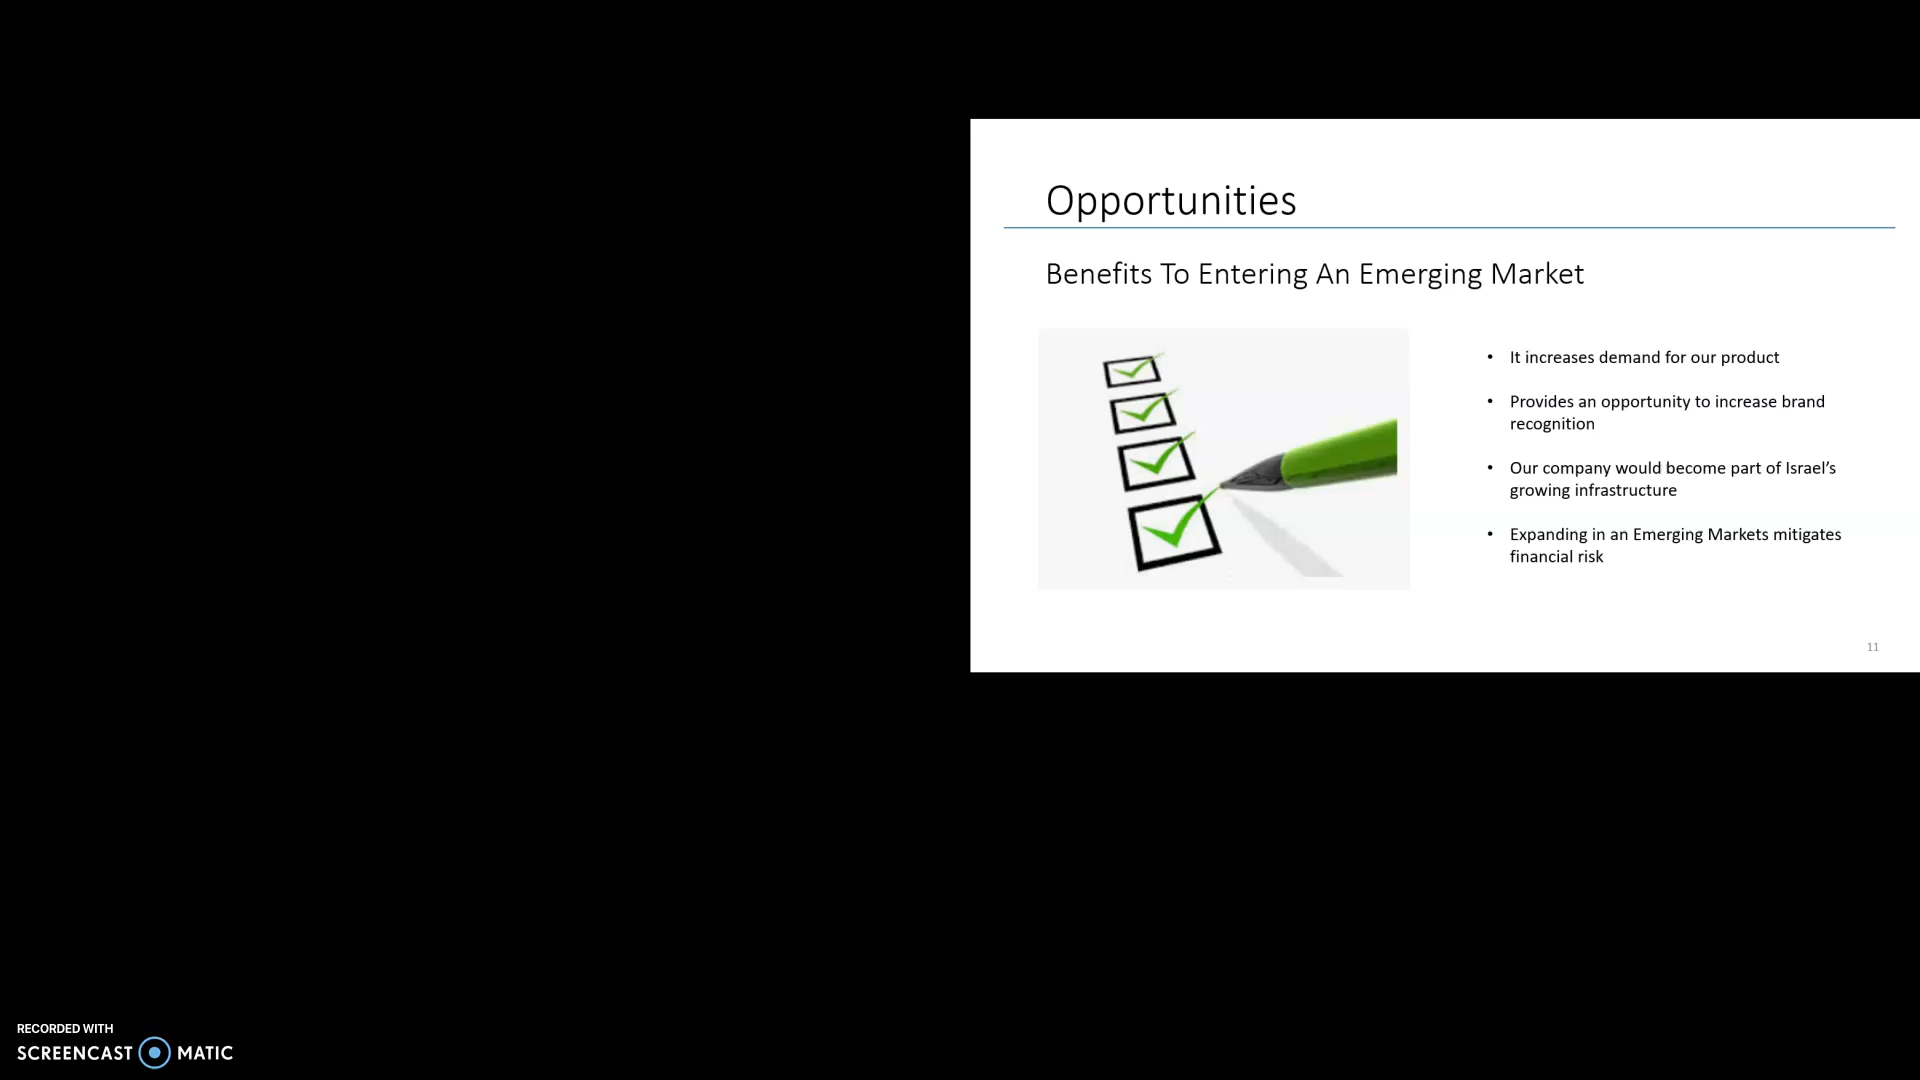 Opportunities
Benefits To Entering An Emerging Market
• It increases demand for our product
• Provides an opportunity to increase brand
recognition
• Our company would become part of Israel’s
growing infrastructure
• Expanding in an Emerging Markets mitigates
financial risk
11
RECORDED WITH
SCREENCAST MATIC